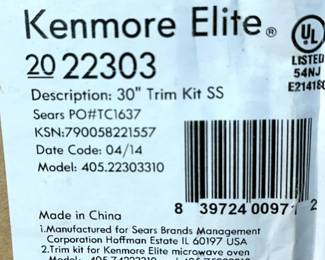 Kenmore Elite®
UL
LISTED
54NJ
20 22303
Description: 30" Trim Kit SS
Sears PO#TC1637
KSN:790058221557
Date Code: 04/14
Model: 405.22303310
8 39724 00971 2
Made in China
1.Manufactured for Sears Brands Management
Corporation Hoffman Estate IL 60197 USA
2.Trim kit for Kenmore Elite microwave oven